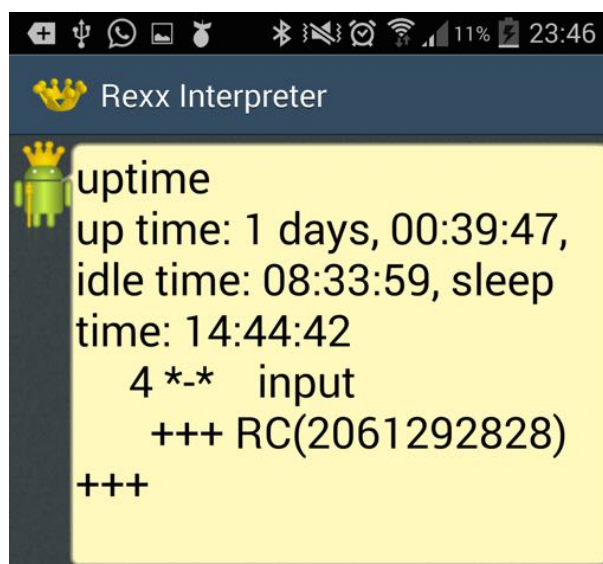 11% 23:46
Rexx Interpreter
uptime
up time: 1 days, 00:39:47,
idle time: 08:33:59, sleep
time: 14:44:42
4 *-* input
+++ RC(2061292828)
+++